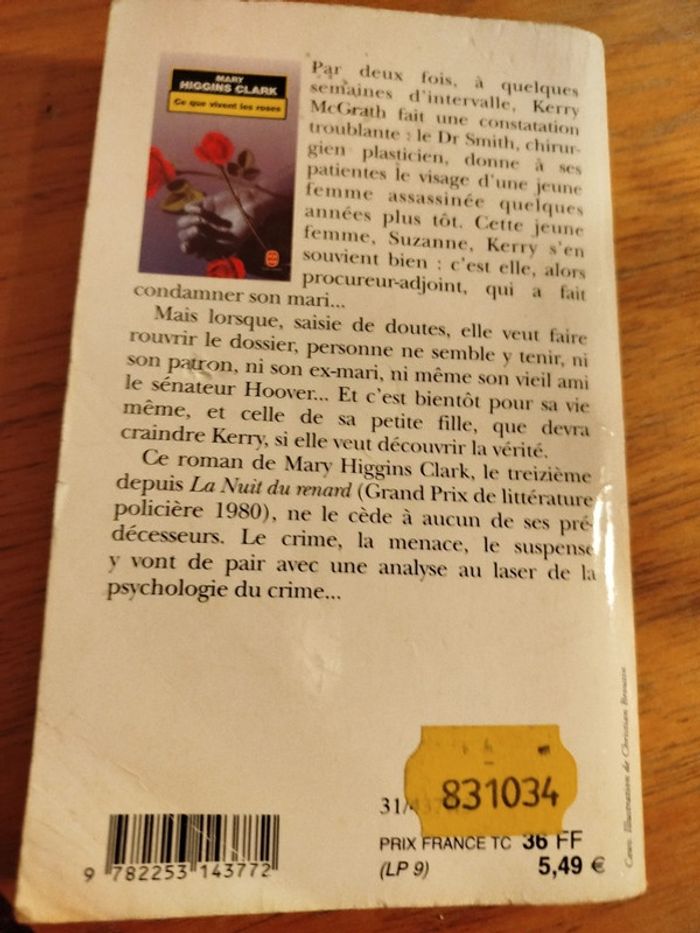 MARY
HIGGINS CLARK
Ce que vivent les roses
Par deux fois, à quelques
semaines d'intervalle, Kerry
McGrath fait une constatation
troublante : le Dr Smith, chirur-
gien plasticien, donne à ses
patientes le visage d'une jeune
femme assassinée quelques
années plus tôt. Cette jeune
femme, Suzanne, Kerry s'en
souvient bien : c'est elle, alors
procureur-adjoint, qui a fait
condamner son mari...
Mais lorsque, saisie de doutes, elle veut faire
rouvrir le dossier, personne ne semble y tenir, ni
son patron, ni son ex-mari, ni même son vieil ami
le sénateur Hoover... Et c'est bientôt pour sa vie
même, et celle de sa petite fille, que devra
craindre Kerry, si elle veut découvrir la vérité.
Ce roman de Mary Higgins Clark, le treizième
depuis La Nuit du renard (Grand Prix de littérature
policière 1980), ne le cède à aucun de ses pré-
décesseurs. Le crime, la menace, le suspense
y vont de pair avec une analyse au laser de la
psychologie du crime...
Couv. Illustration de Christian Broutin
831034
31/
PRIX FRANCE TC 36 FF
(LP 9) 5,49 €
9 782253 143772